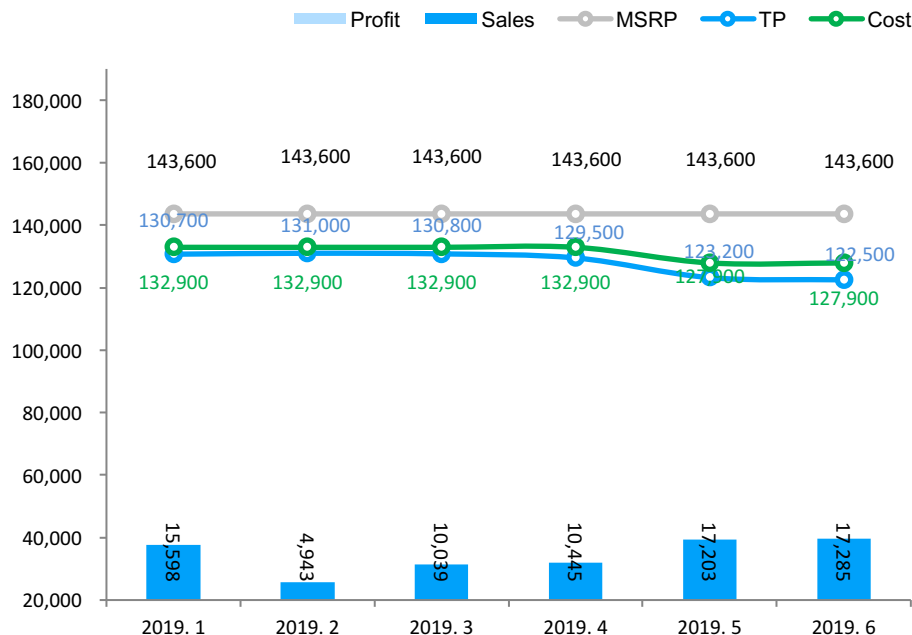 Profit Sales MSRP TP Cost
180,000
160,000
140,000
120,000
100,000
80,000
60,000
40,000
20,000
143,600 143,600 143,600 143,600 143,600 143,600
130,700 131,000 130,800 129,500 123,200 122,500
132,900 132,900 132,900 132,900 127,900 127,900
15,598 4,943 10,039 10,445 17,203 17,285
2019. 1 2019. 2 2019. 3 2019. 4 2019. 5 2019. 6